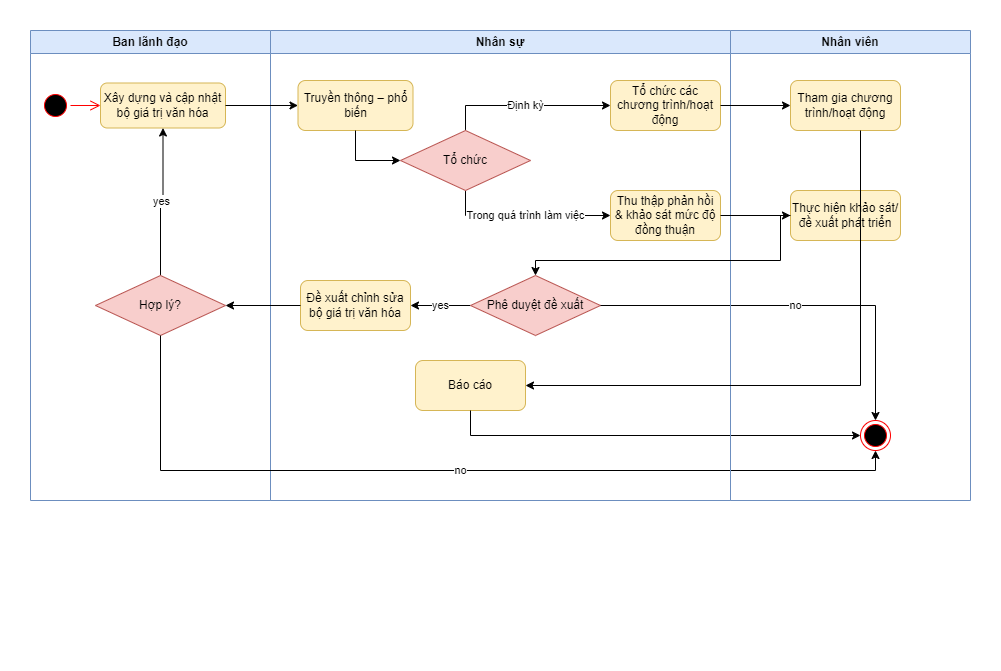 Ban lãnh đạo
Nhân sự
Nhân viên
Xây dựng và cập nhật
bộ giá trị văn hóa
Truyền thông – phổ
biến
Định kỳ
Tổ chức các
chương trình/hoạt
động
Tham gia chương
trình/hoạt động
Tổ chức
yes
Trong quá trình làm việc
Thu thập phản hồi
& khảo sát mức độ
đồng thuận
Thực hiện khảo sát/
đề xuất phát triển
Hợp lý?
Đề xuất chỉnh sửa
bộ giá trị văn hóa
yes
Phê duyệt đề xuất
no
Báo cáo
no